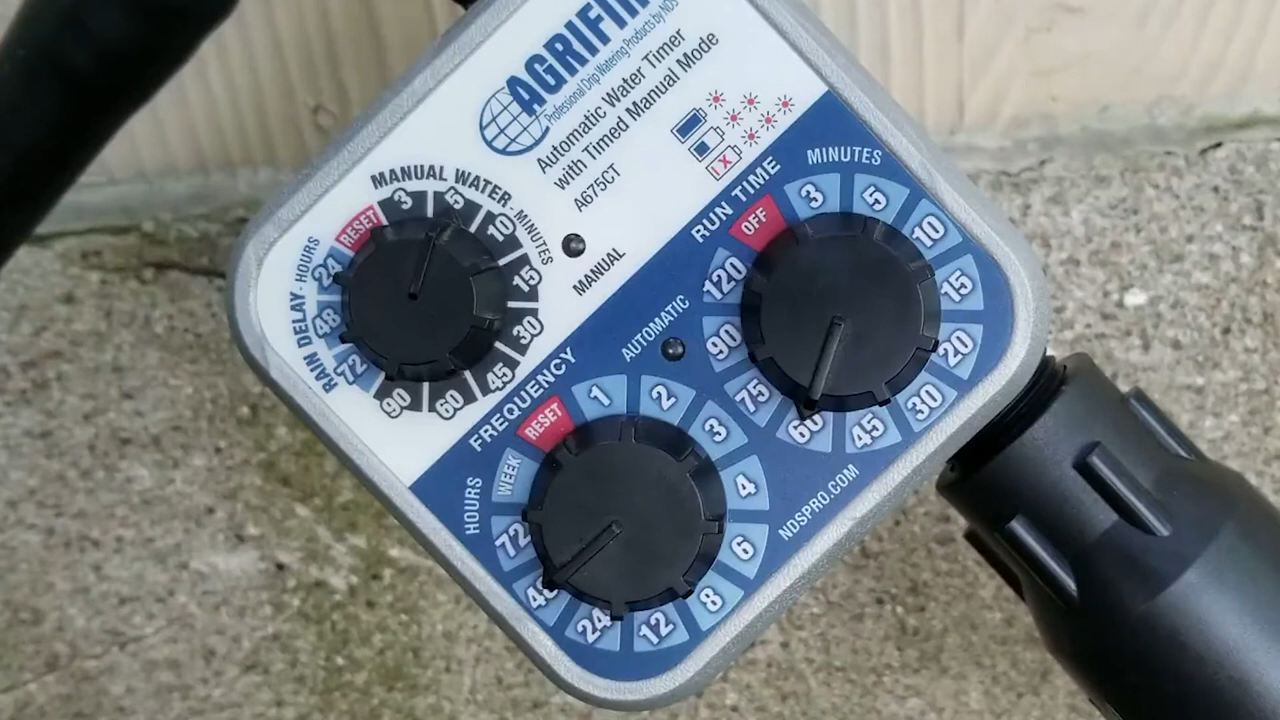 AGRIFI
Professional Drip Watering Products by NDS
Automatic Water Timer
with Timed Manual Mode
A675CT
MANUAL WATER - MINUTES
RESET
3
5
10
15
30
45
60
90
RAIN DELAY - HOURS
24
48
72
MANUAL
RUN TIME
MINUTES
OFF
3
5
10
15
20
30
45
60
75
90
120
AUTOMATIC
FREQUENCY
HOURS
RESET
1
2
3
4
6
8
12
24
48
72
WEEK
NDSPRO.COM